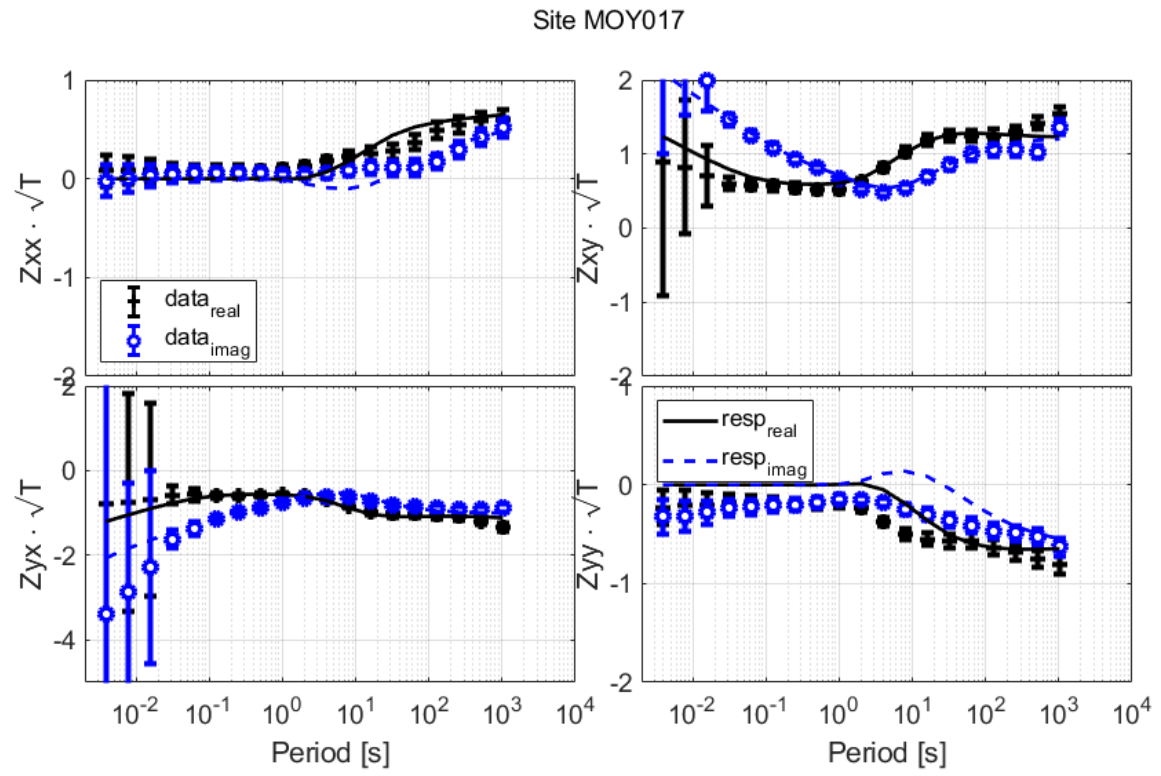 Site MOY017
Zxx · √T
1
0
-1
-2
data_real
data_imag
Zxy · √T
2
1
0
-1
-2
Zyx · √T
2
0
-2
-4
10^-2 10^-1 10^0 10^1 10^2 10^3 10^4
Period [s]
Zyy · √T
1
0
-1
-2
resp_real
resp_imag
10^-2 10^-1 10^0 10^1 10^2 10^3 10^4
Period [s]